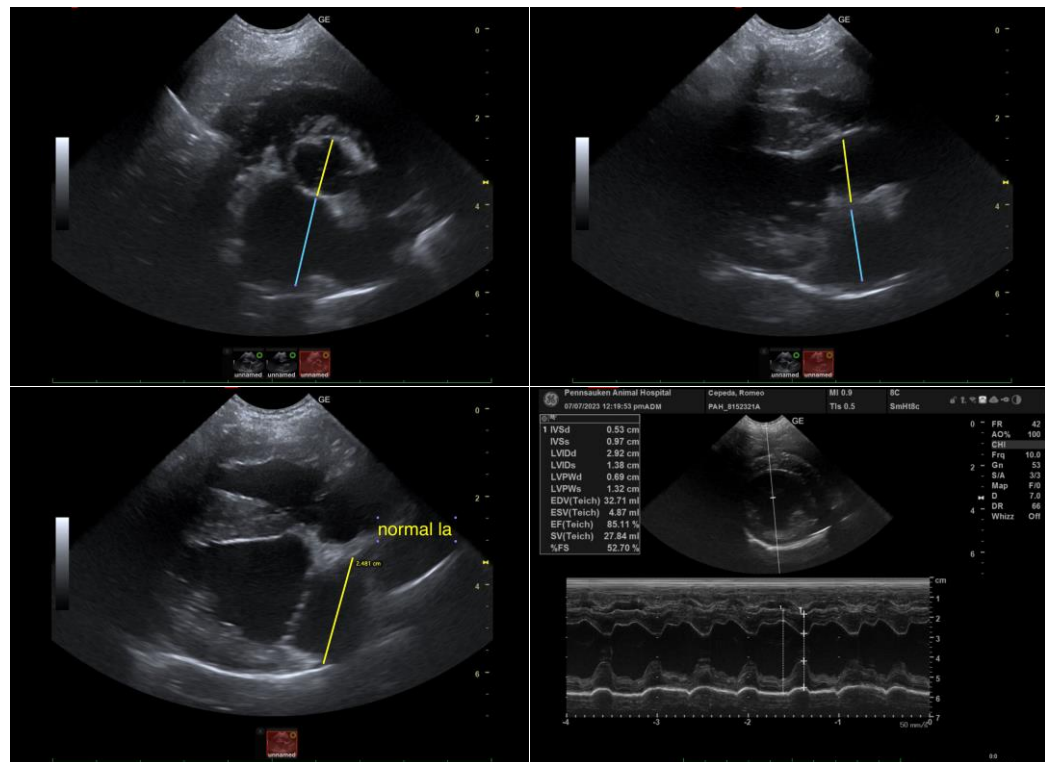 GE
0
2
4
6
unnamed
unnamed
unnamed
GE
0
2
4
6
unnamed
unnamed
GE
0
2
4
6
normal la
2.481 cm
unnamed
Pennsauken Animal Hospital
07/07/2023 12:19:53 pmADM
Cepeda, Romeo
PAH_8152321A
MI 0.9
TIs 0.5
8C
SmHt8c
1 IVSd 0.53 cm
IVSs 0.97 cm
LVIDd 2.92 cm
LVIDs 1.38 cm
LVPWd 0.69 cm
LVPWs 1.32 cm
EDV(Teich) 32.71 ml
ESV(Teich) 4.87 ml
EF(Teich) 85.11 %
SV(Teich) 27.84 ml
%FS 52.70 %
GE
0
2
4
6
FR 42
AO% 100
CHI
Frq 10.0
Gn 53
S/A 3/3
Map F/0
D 7.0
DR 66
Whizz Off
cm
1
2
3
4
5
6
7
-4
-3
-2
-1
0
50 mm/s